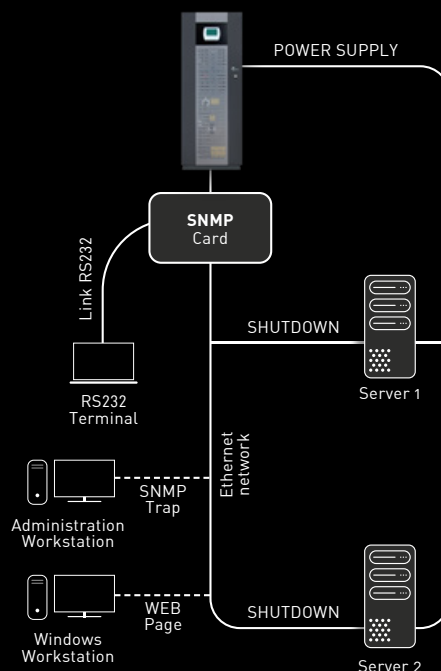 POWER SUPPLY
SNMP
Card
Link RS232
SHUTDOWN
Server 1
RS232
Terminal
Ethernet
network
SNMP
Trap
Administration
Workstation
WEB
Page
SHUTDOWN
Windows
Workstation
Server 2